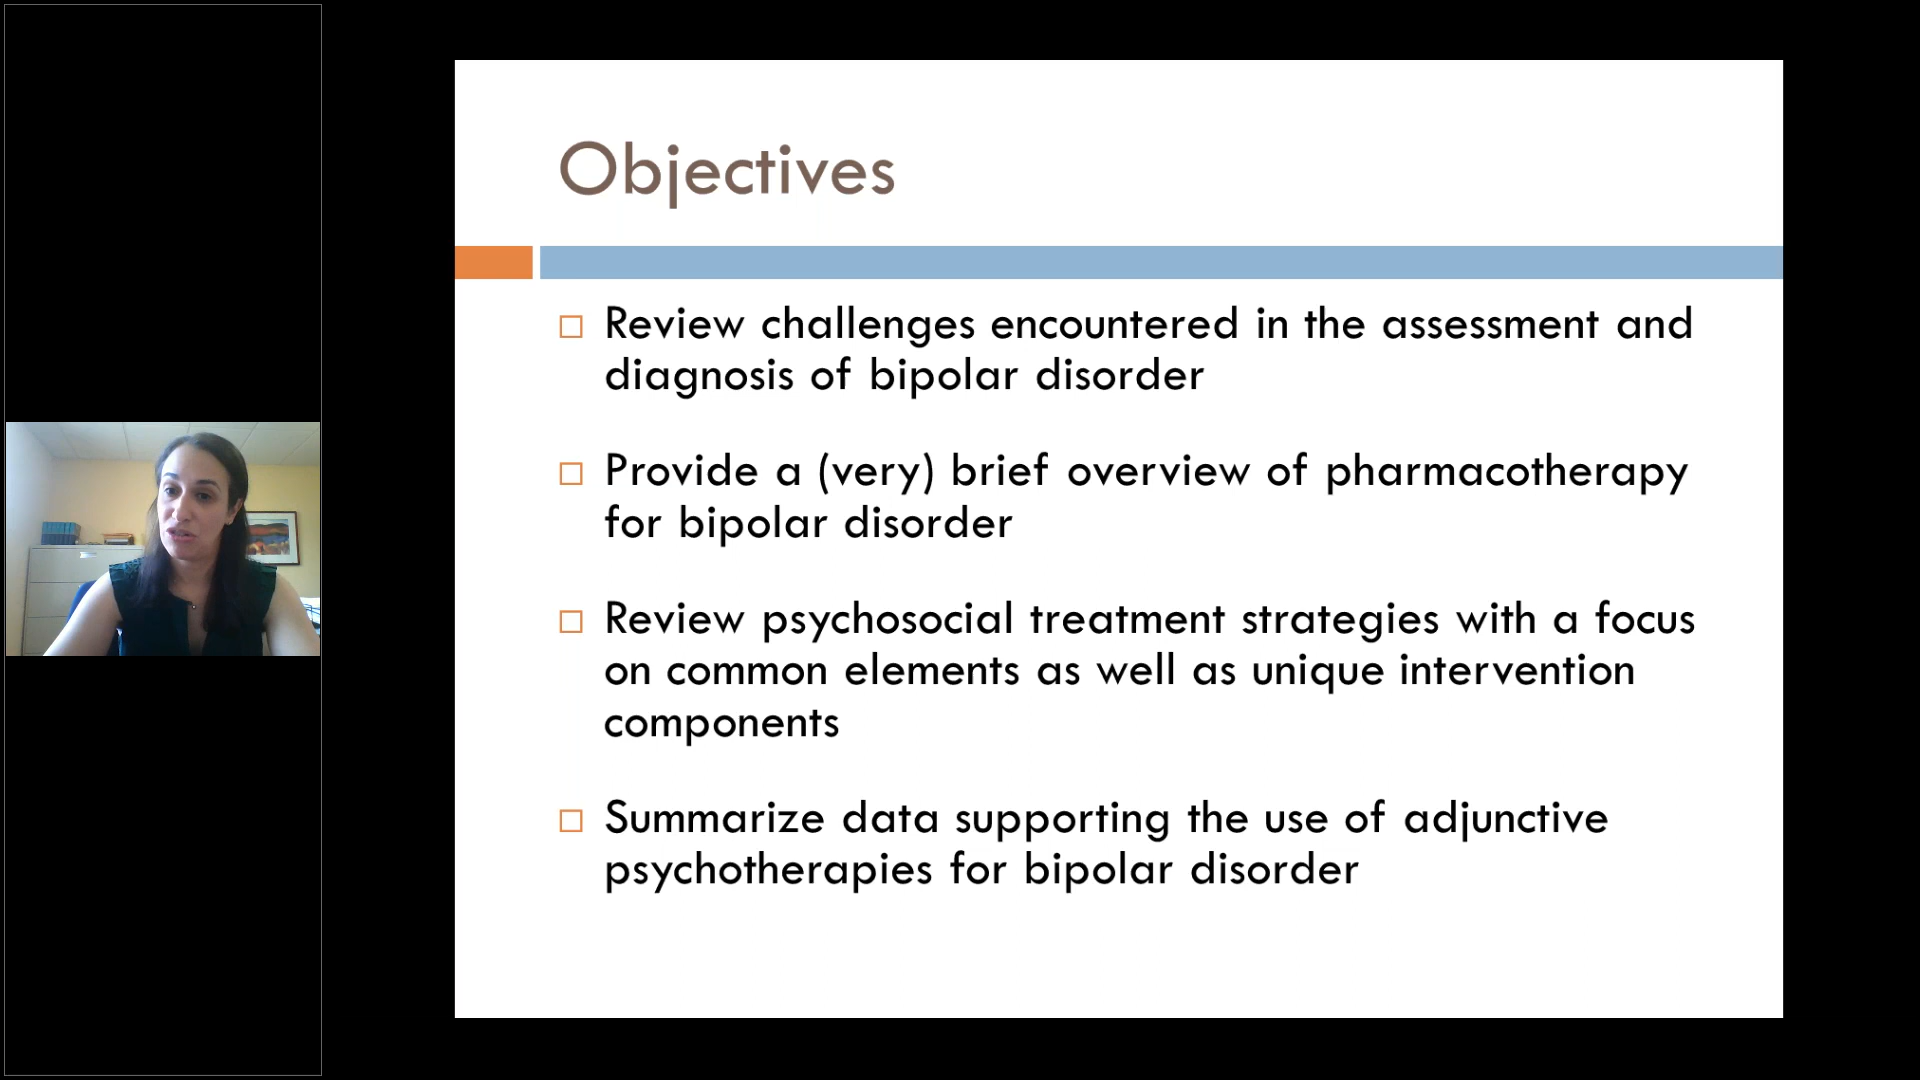 Objectives
Review challenges encountered in the assessment and
diagnosis of bipolar disorder
Provide a (very) brief overview of pharmacotherapy
for bipolar disorder
Review psychosocial treatment strategies with a focus
on common elements as well as unique intervention
components
Summarize data supporting the use of adjunctive
psychotherapies for bipolar disorder